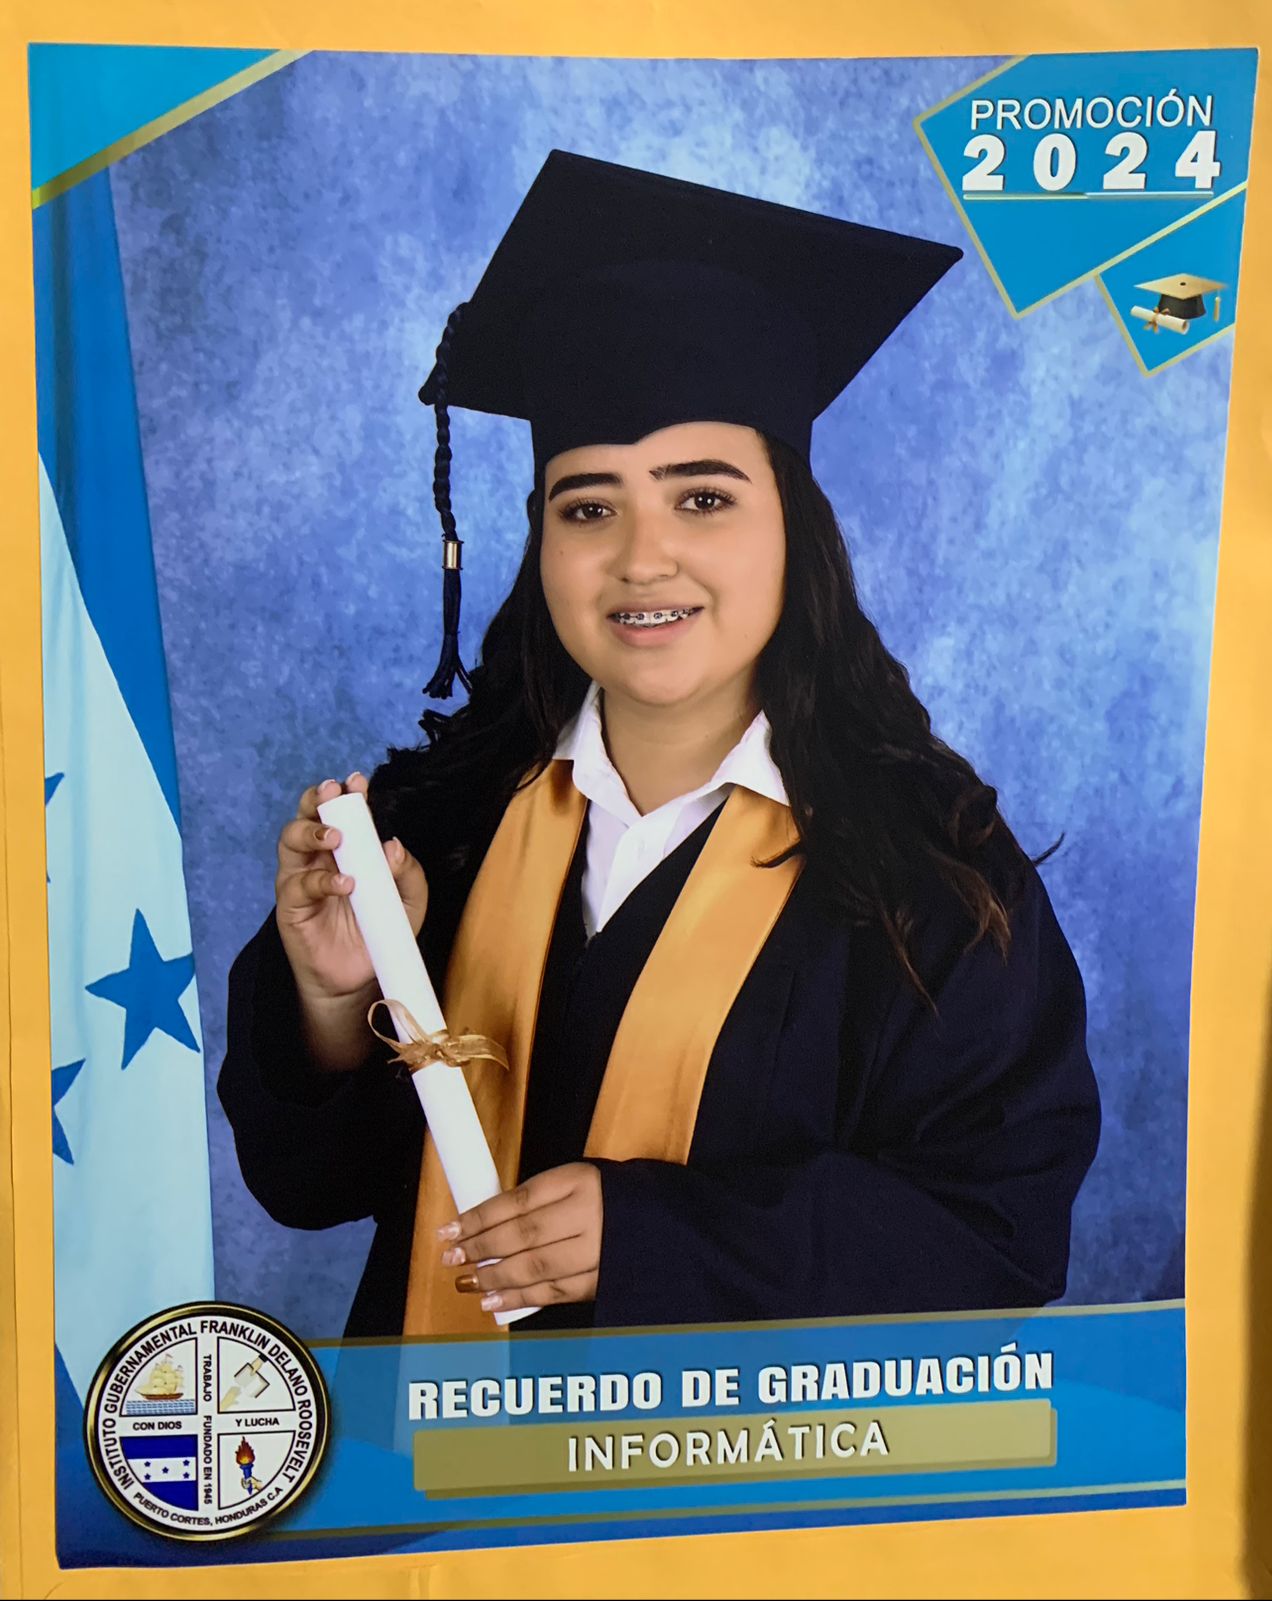 PROMOCIÓN
2024
INSTITUTO GUBERNAMENTAL FRANKLIN DELANO ROOSEVELT
TRABAJO
CON DIOS
Y LUCHA
FUNDADO EN 1945
PUERTO CORTES, HONDURAS C.A
RECUERDO DE GRADUACIÓN
INFORMÁTICA